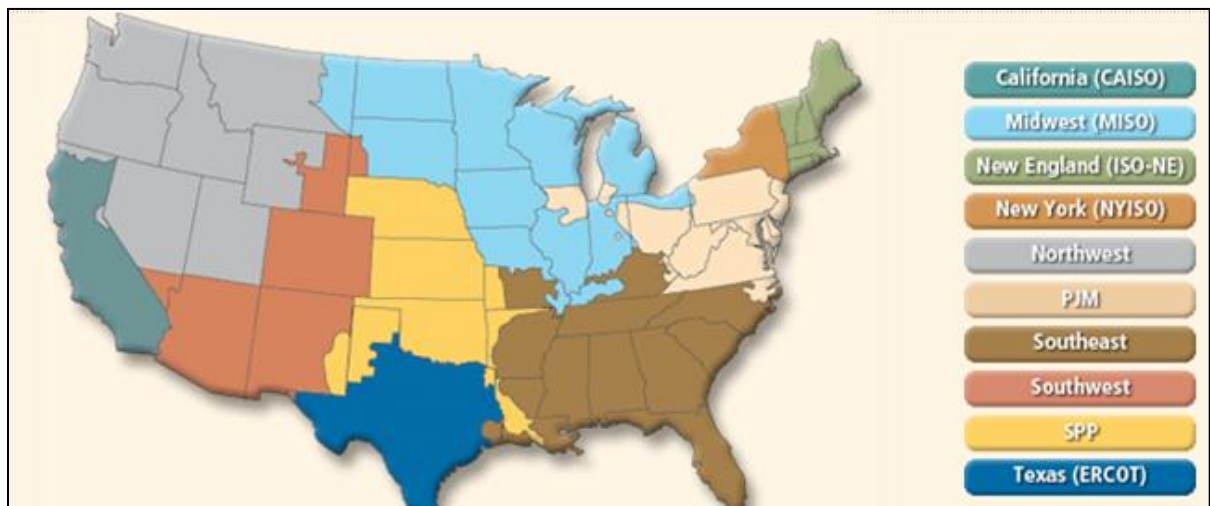 California (CAISO)
Midwest (MISO)
New England (ISO-NE)
New York (NYISO)
Northwest
PJM
Southeast
Southwest
SPP
Texas (ERCOT)